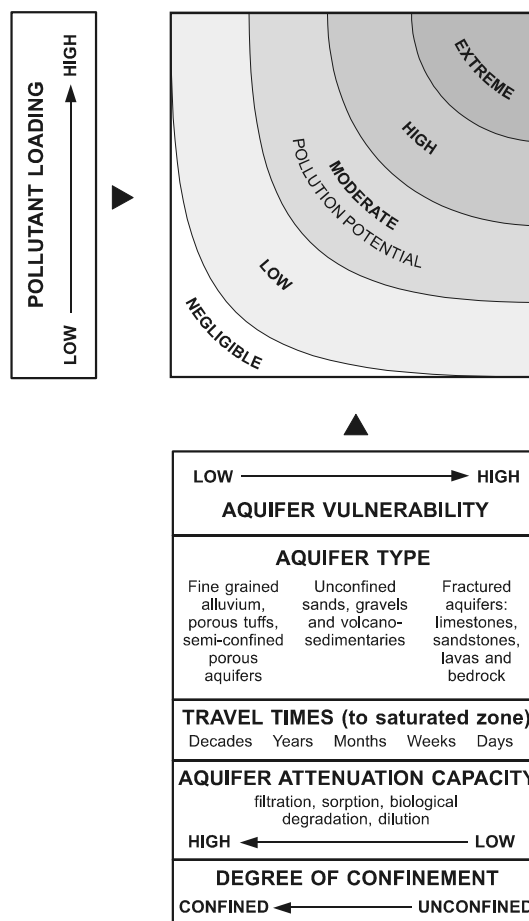 POLLUTANT LOADING
LOW
HIGH
EXTREME
HIGH
MODERATE
POLLUTION POTENTIAL
LOW
NEGLIGIBLE
LOW HIGH
AQUIFER VULNERABILITY
AQUIFER TYPE
Fine grained
alluvium,
porous tuffs,
semi-confined
porous
aquifers
Unconfined
sands, gravels
and volcano-
sedimentaries
Fractured
aquifers:
limestones,
sandstones,
lavas and
bedrock
TRAVEL TIMES (to saturated zone)
Decades Years Months Weeks Days
AQUIFER ATTENUATION CAPACITY
filtration, sorption, biological
degradation, dilution
HIGH LOW
DEGREE OF CONFINEMENT
CONFINED UNCONFINED